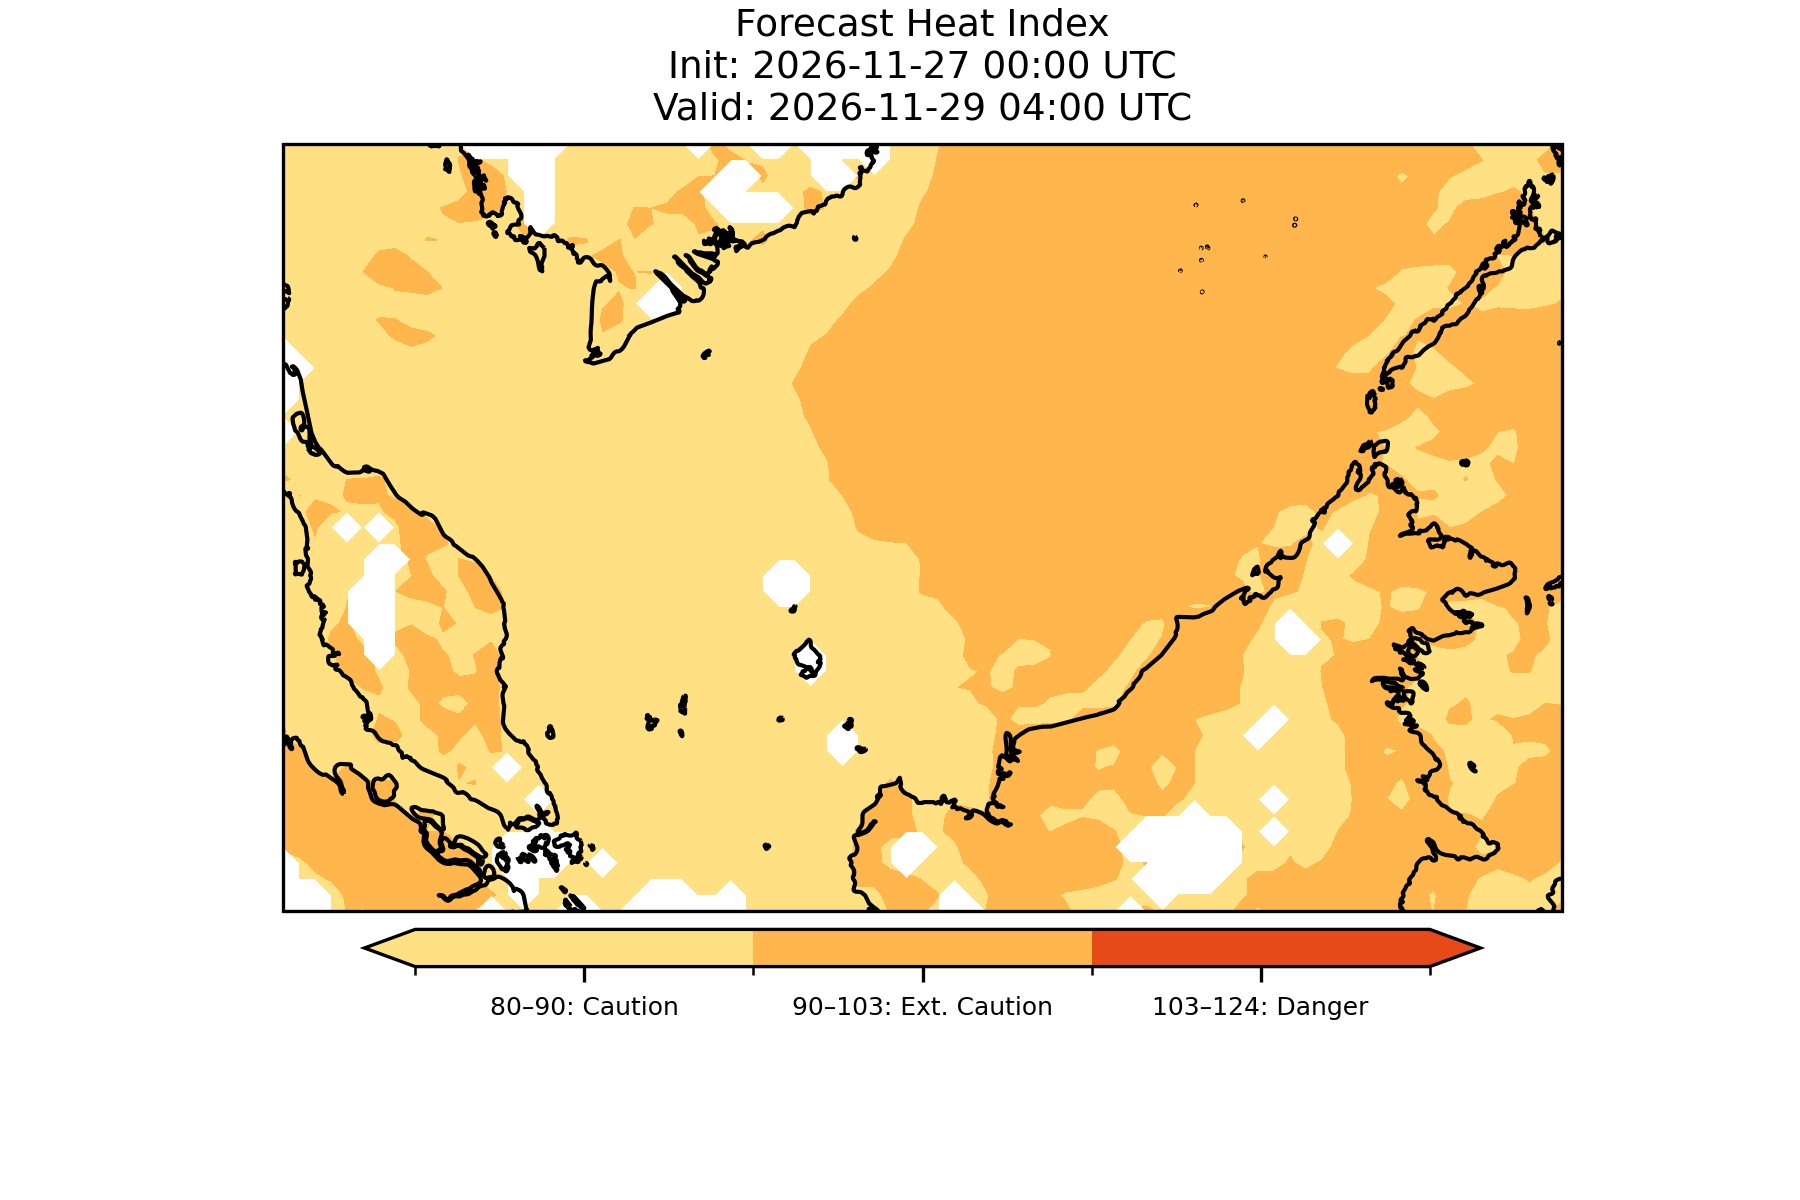 Forecast Heat Index
Init: 2026-11-27 00:00 UTC
Valid: 2026-11-29 04:00 UTC
80–90: Caution
90–103: Ext. Caution
103–124: Danger